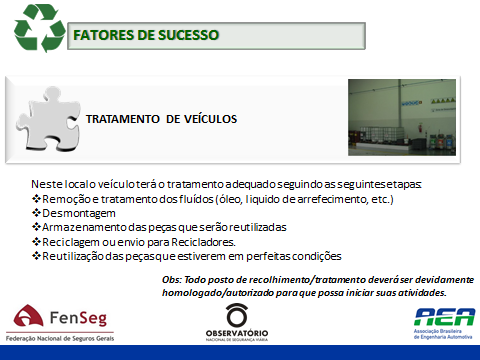 FATORES DE SUCESSO
TRATAMENTO DE VEÍCULOS
Neste local o veículo terá o tratamento adequado seguindo as seguintes etapas:
❖Remoção e tratamento dos fluídos (óleo, liquido de arrefecimento, etc.)
❖Desmontagem
❖Armazenamento das peças que serão reutilizadas
❖Reciclagem ou envio para Recicladores.
❖Reutilização das peças que estiverem em perfeitas condições
Obs: Todo posto de recolhimento/tratamento deverá ser devidamente
homologado/autorizado para que possa iniciar suas atividades.
FenSeg
Federação Nacional de Seguros Gerais
OBSERVATÓRIO
NACIONAL DE SEGURANÇA VIÁRIA
AEA
Associação Brasileira
de Engenharia Automotiva